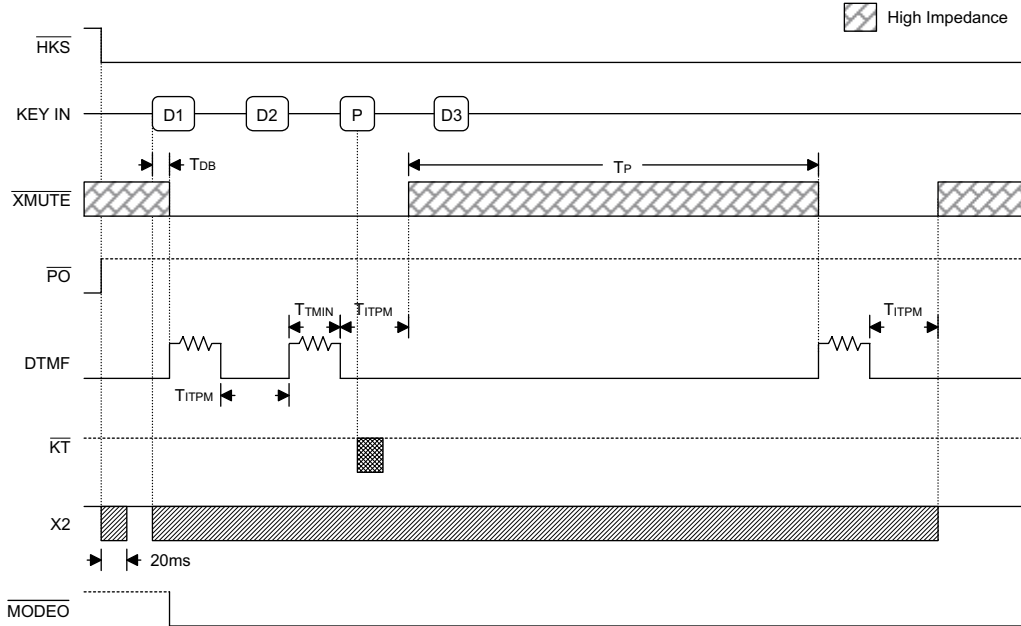 High Impedance
HKS
KEY IN
D1
D2
P
D3
TDB
TP
XMUTE
PO
TTMIN
TITPM
TITPM
DTMF
TITPM
KT
X2
20ms
MODEO